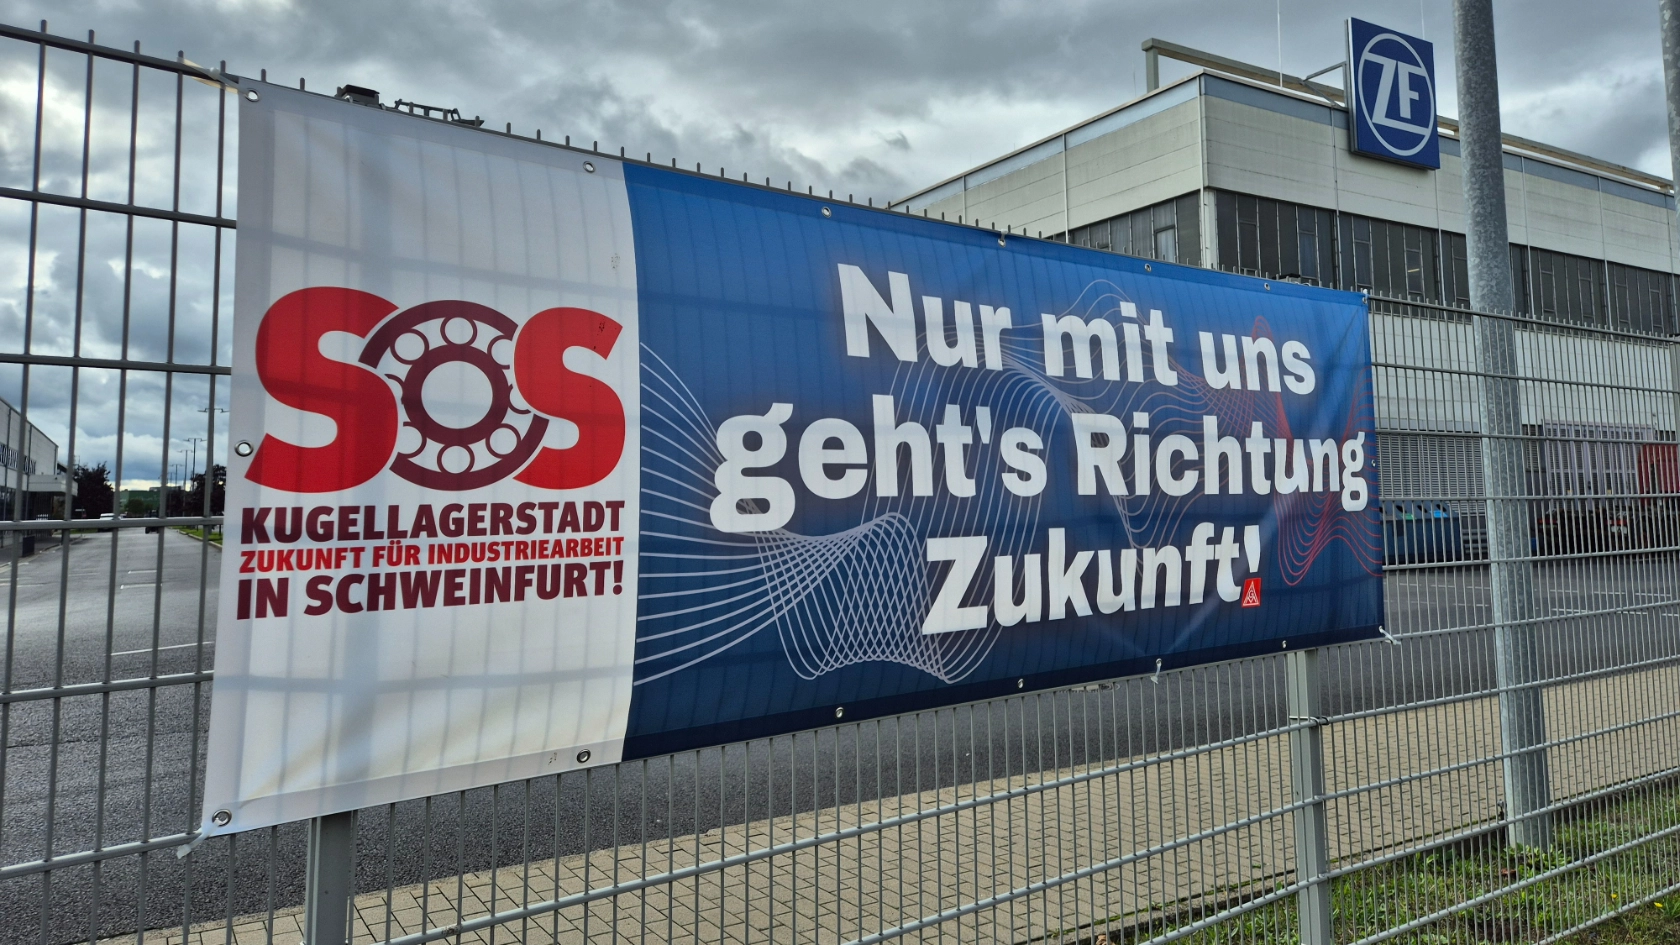 SOS
KUGELLAGERSTADT
ZUKUNFT FÜR INDUSTRIEARBEIT
IN SCHWEINFURT!
Nur mit uns
geht's Richtung
Zukunft!
ZF